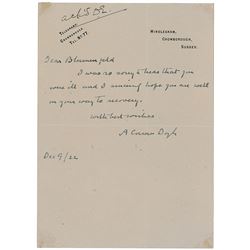 TELEGRAMS:
CROWBOROUGH.
TEL. No 77
WINDLESHAM,
CROWBOROUGH,
SUSSEX.
Dear Blumenfeld
I was so sorry to hear that you
were ill and I sincerely hope you are well
on your way to recovery.
With best wishes
A Conan Doyle
Dec 9/22